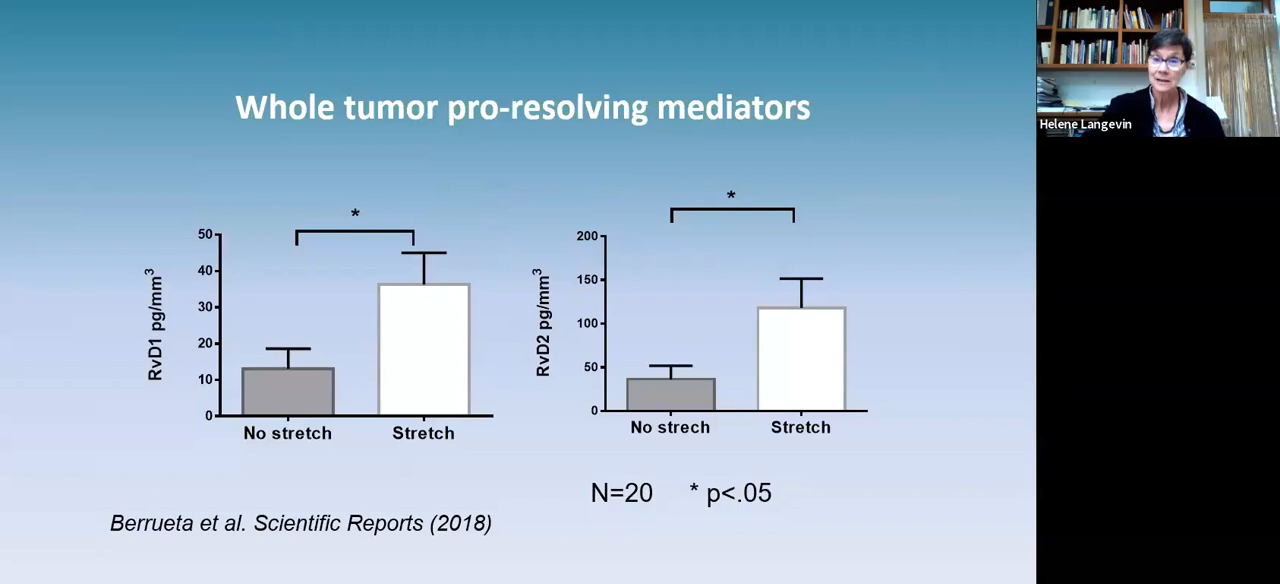 Whole tumor pro-resolving mediators
*
50
40
30
20
10
0
RvD1 pg/mm³
No stretch
Stretch
*
200
150
100
50
0
RvD2 pg/mm³
No strech
Stretch
N=20 * p<.05
Berrueta et al. Scientific Reports (2018)
Helene Langevin